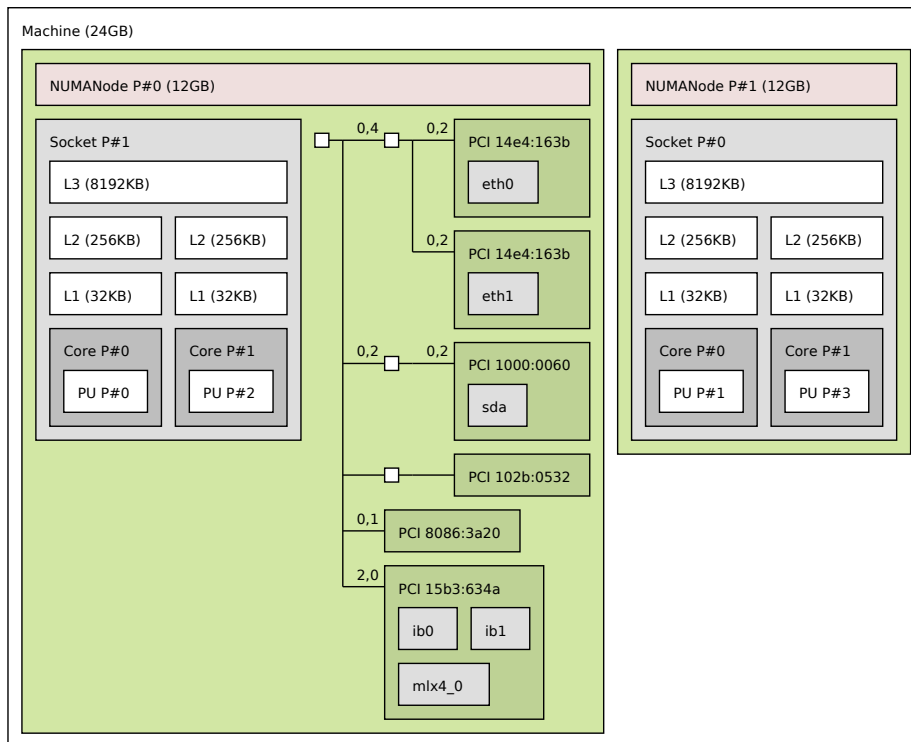 Machine (24GB)
NUMANode P#0 (12GB)
Socket P#1
L3 (8192KB)
L2 (256KB) L2 (256KB)
L1 (32KB) L1 (32KB)
Core P#0 Core P#1
PU P#0 PU P#2
0,4 0,2 PCI 14e4:163b
eth0
0,2 PCI 14e4:163b
eth1
0,2 0,2 PCI 1000:0060
sda
PCI 102b:0532
0,1 PCI 8086:3a20
2,0 PCI 15b3:634a
ib0 ib1
mlx4_0
NUMANode P#1 (12GB)
Socket P#0
L3 (8192KB)
L2 (256KB) L2 (256KB)
L1 (32KB) L1 (32KB)
Core P#0 Core P#1
PU P#1 PU P#3